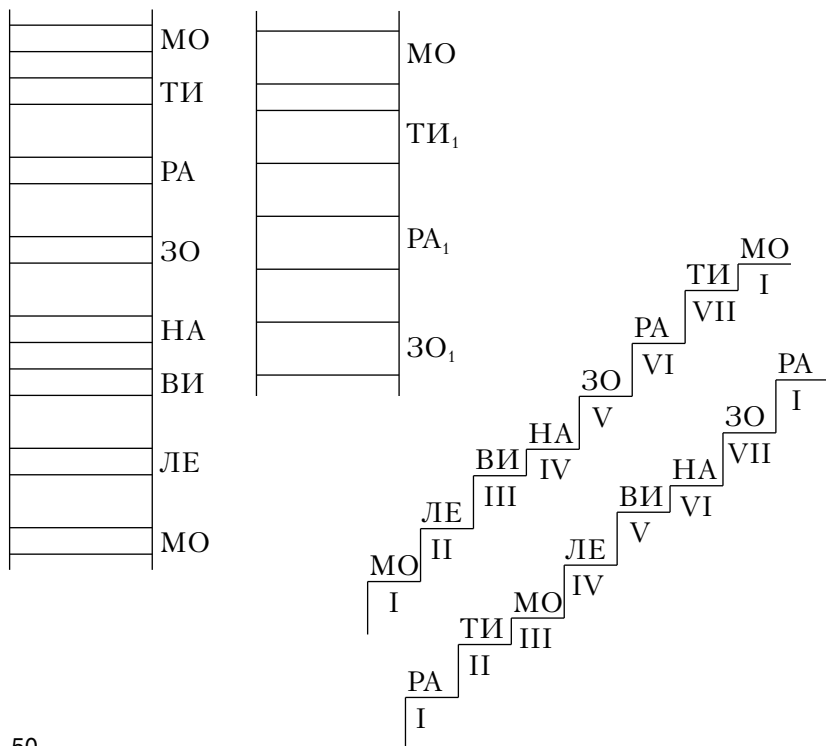 МО
ТИ
РА
ЗО
НА
ВИ
ЛЕ
МО
МО
ТИ₁
РА₁
ЗО₁
МО
I
ЛЕ
II
ВИ
III
НА
IV
ЗО
V
РА
VI
ТИ
VII
МО
I
РА
I
ТИ
II
МО
III
ЛЕ
IV
ВИ
V
НА
VI
ЗО
VII
РА
I
50